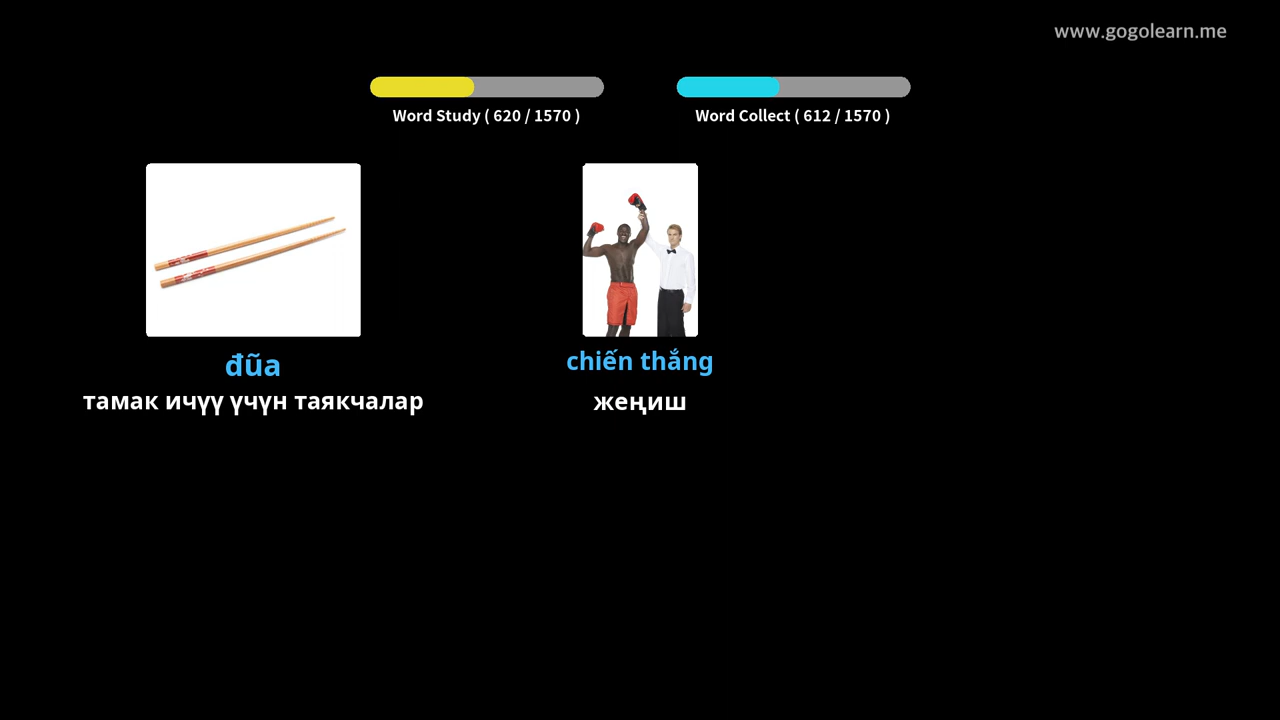 www.gogolearn.me
Word Study ( 620 / 1570 )
Word Collect ( 612 / 1570 )
đũa
тамак ичүү үчүн таякчалар
chiến thắng
жеңиш